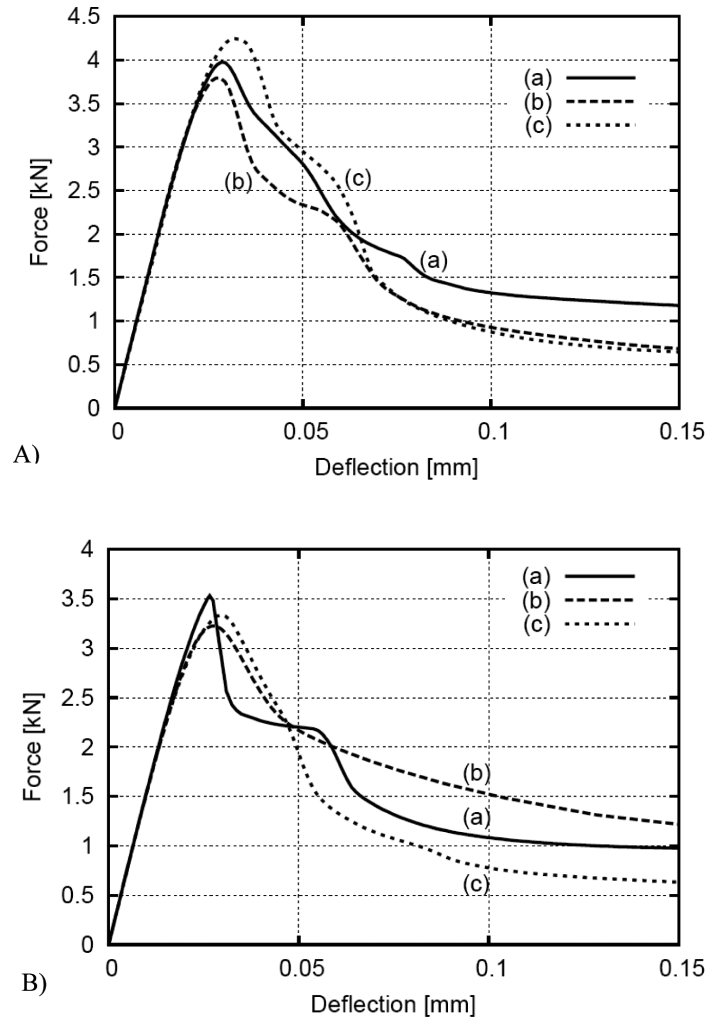 4.5
4
3.5
3
2.5
2
1.5
1
0.5
0
Force [kN]
(a)
(b)
(c)
(b)
(c)
(a)
0 0.05 0.1 0.15
A)
Deflection [mm]
4
3.5
3
2.5
2
1.5
1
0.5
0
Force [kN]
(a)
(b)
(c)
(b)
(a)
(c)
0 0.05 0.1 0.15
B)
Deflection [mm]